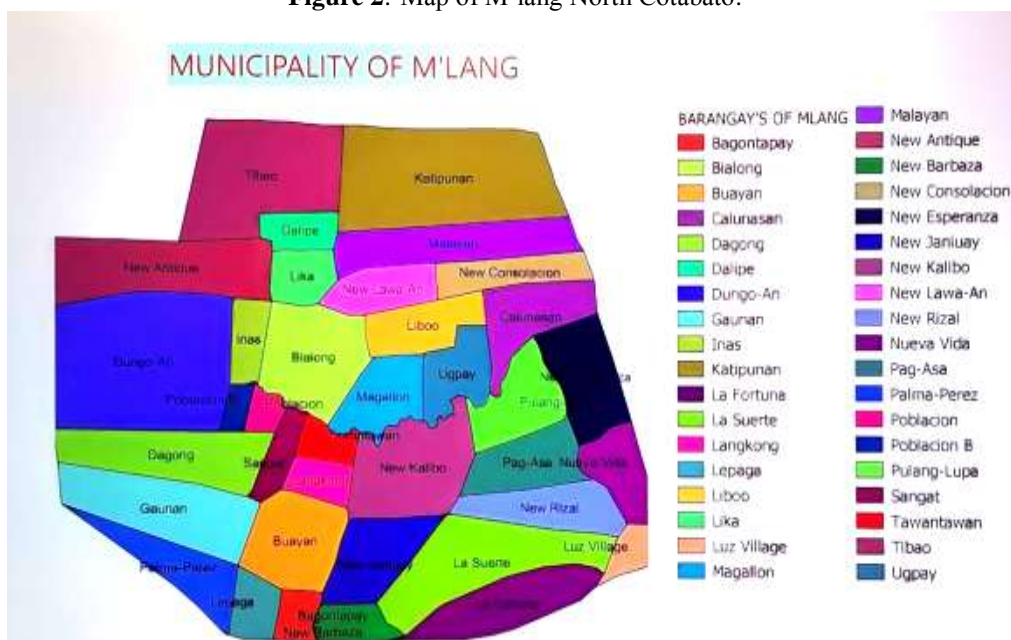 Figure 2: Map of M'lang North Cotabato.
MUNICIPALITY OF M'LANG
BARANGAY'S OF MLANG
Bagontapay
Bialong
Buayan
Calunasan
Dagong
Dalipe
Dungo-An
Gaunan
Inas
Katipunan
La Fortuna
La Suerte
Langkong
Lepaga
Liboo
Lika
Luz Village
Magallon
Malayan
New Antique
New Barbaza
New Consolacion
New Esperanza
New Janiuay
New Kalibo
New Lawa-An
New Rizal
Nueva Vida
Pag-Asa
Palma-Perez
Poblacion
Poblacion B
Pulang-Lupa
Sangat
Tawantawan
Tibao
Ugpay
Tibao
Katipunan
Dalipe
Malayan
New Antique
Lika
New Consolacion
New Lawa-An
Liboo
Calunasan
Inas
Bialong
Dungo-An
Ugpay
Magallon
Dagong
New Kalibo
Pag-Asa
Nueva Vida
Gaunan
New Rizal
Buayan
Luz Village
La Suerte
Palma-Perez
Lepaga
Bagontapay
New Barbaza